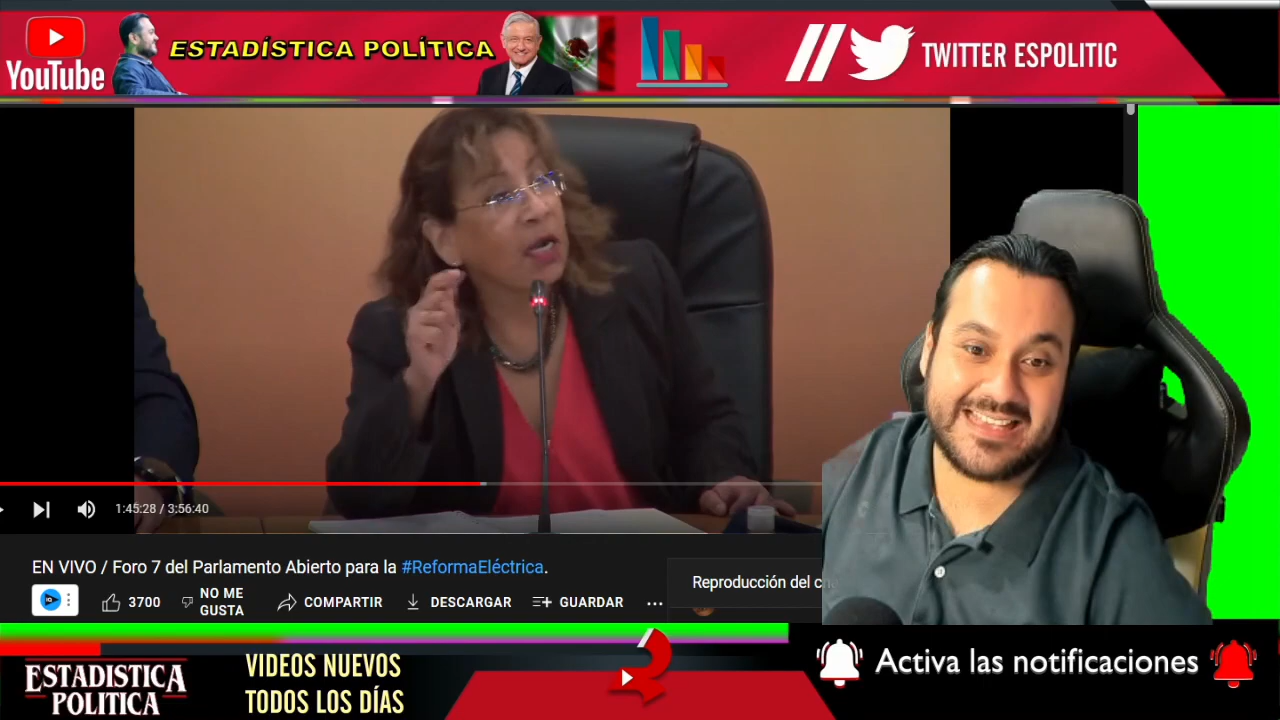 YouTube
ESTADÍSTICA POLÍTICA
TWITTER ESPOLITIC
1:45:28 / 3:56:40
EN VIVO / Foro 7 del Parlamento Abierto para la #ReformaEléctrica.
3700
NO ME
GUSTA
COMPARTIR
DESCARGAR
GUARDAR
Reproducción del
ESTADISTICA
POLITICA
VIDEOS NUEVOS
TODOS LOS DÍAS
Activa las notificaciones